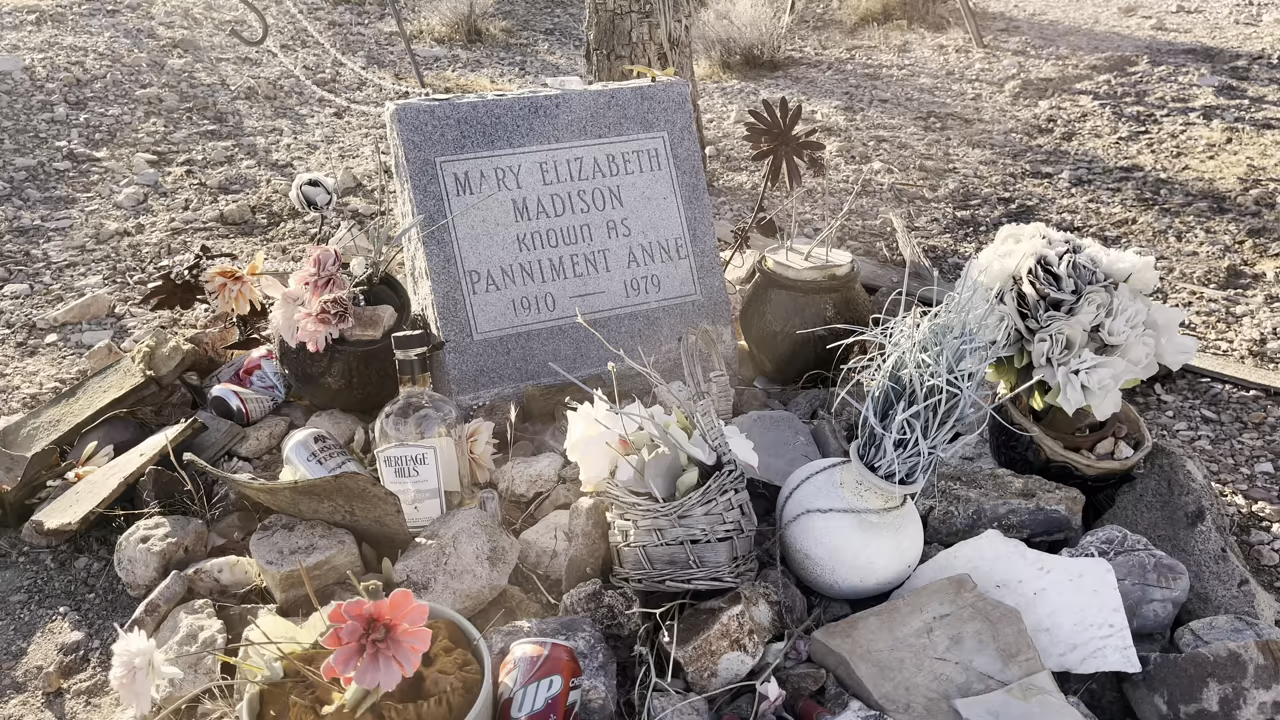 MARY ELIZABETH
MADISON
KNOWN AS
PANNIMENT ANNE
1910 — 1979
HERITAGE
HILLS
UP